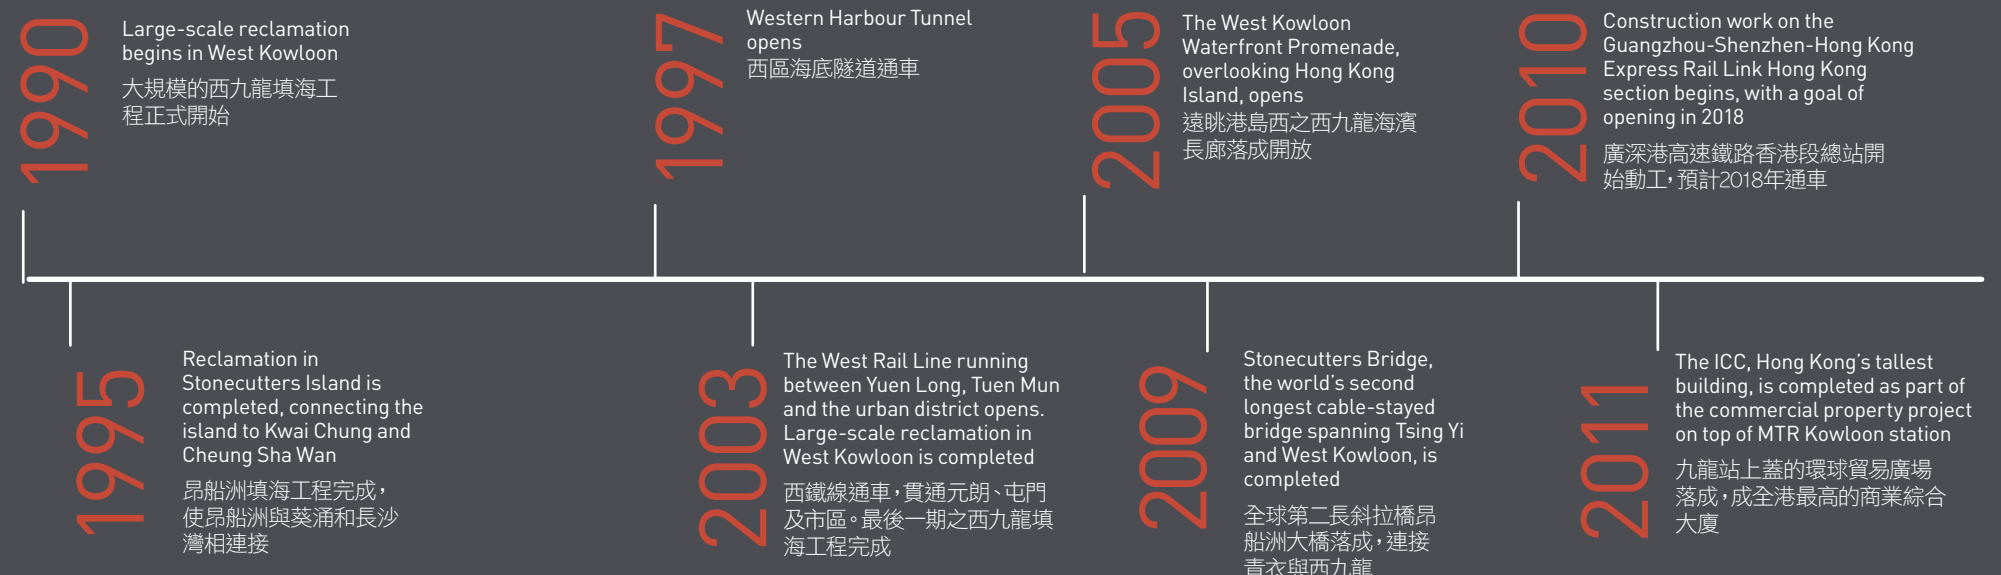 1990
Large-scale reclamation
begins in West Kowloon
大規模的西九龍填海工
程正式開始
1995
Reclamation in
Stonecutters Island is
completed, connecting the
island to Kwai Chung and
Cheung Sha Wan
昂船洲填海工程完成，
使昂船洲與葵涌和長沙
灣相連接
1997
Western Harbour Tunnel
opens
西區海底隧道通車
2003
The West Rail Line running
between Yuen Long, Tuen Mun
and the urban district opens.
Large-scale reclamation in
West Kowloon is completed
西鐵線通車，貫通元朗、屯門
及市區。最後一期之西九龍填
海工程完成
2005
The West Kowloon
Waterfront Promenade,
overlooking Hong Kong
Island, opens
遠眺港島西之西九龍海濱
長廊落成開放
2009
Stonecutters Bridge,
the world's second
longest cable-stayed
bridge spanning Tsing Yi
and West Kowloon, is
completed
全球第二長斜拉橋昂
船洲大橋落成，連接
青衣與西九龍
2010
Construction work on the
Guangzhou-Shenzhen-Hong Kong
Express Rail Link Hong Kong
section begins, with a goal of
opening in 2018
廣深港高速鐵路香港段總站開
始動工，預計2018年通車
2011
The ICC, Hong Kong's tallest
building, is completed as part of
the commercial property project
on top of MTR Kowloon station
九龍站上蓋的環球貿易廣場
落成，成全港最高的商業綜合
大廈